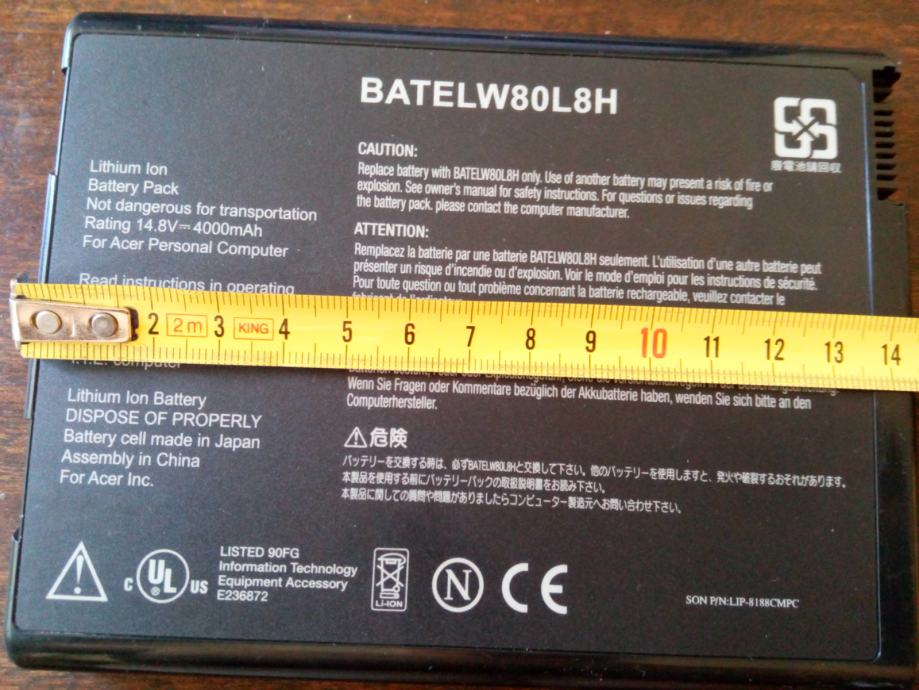 BATELW80L8H
廢電池請回收
Lithium Ion
Battery Pack
Not dangerous for transportation
Rating 14.8V⎓4000mAh
For Acer Personal Computer
Read instructions in operating
CAUTION:
Replace battery with BATELW80L8H only. Use of another battery may present a risk of fire or
explosion. See owner's manual for safety instructions. For questions or issues regarding
the battery pack. please contact the computer manufacturer.
ATTENTION:
Remplacez la batterie par une batterie BATELW80L8H seulement. L'utilisation d'une autre batterie peut
présenter un risque d'incendie ou d'explosion. Voir le mode d'emploi pour les instructions de sécurité.
Pour toute question ou tout problème concernant la batterie rechargeable, veuillez contacter le
2 2 m 3 KING 4 5 6 7 8 9 10 11 12 13 14
computer
Wenn Sie Fragen oder Kommentare bezüglich der Akkubatterie haben, wenden Sie sich bitte an den
Computerhersteller.
Lithium Ion Battery
DISPOSE OF PROPERLY
Battery cell made in Japan
Assembly in China
For Acer Inc.
危険
バッテリーを交換する時は、必ずBATELW80L8Hと交換して下さい。他のバッテリーを使用しますと、発火や破裂するおそれがあります。
本製品を使用する前にバッテリーパックの取扱説明書をお読み下さい。
本製品に関しての質問や問題がありましたらコンピューター製造元へお問い合わせ下さい。
C UL ® US
LISTED 90FG
Information Technology
Equipment Accessory
E236872
Li-ION
N
CE
SON P/N:LIP-8188CMPC